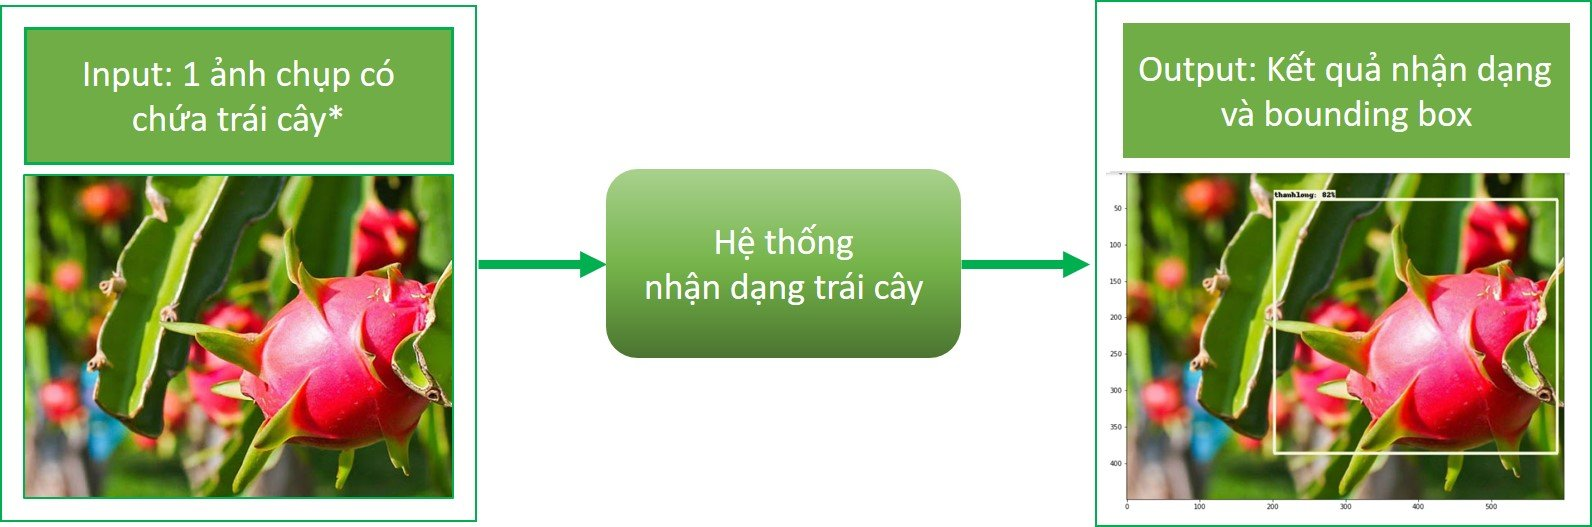 Input: 1 ảnh chụp có
chứa trái cây*
Hệ thống
nhận dạng trái cây
Output: Kết quả nhận dạng
và bounding box
thanhlong: 82%
50
100
150
200
250
300
350
400
0
100
200
300
400
500